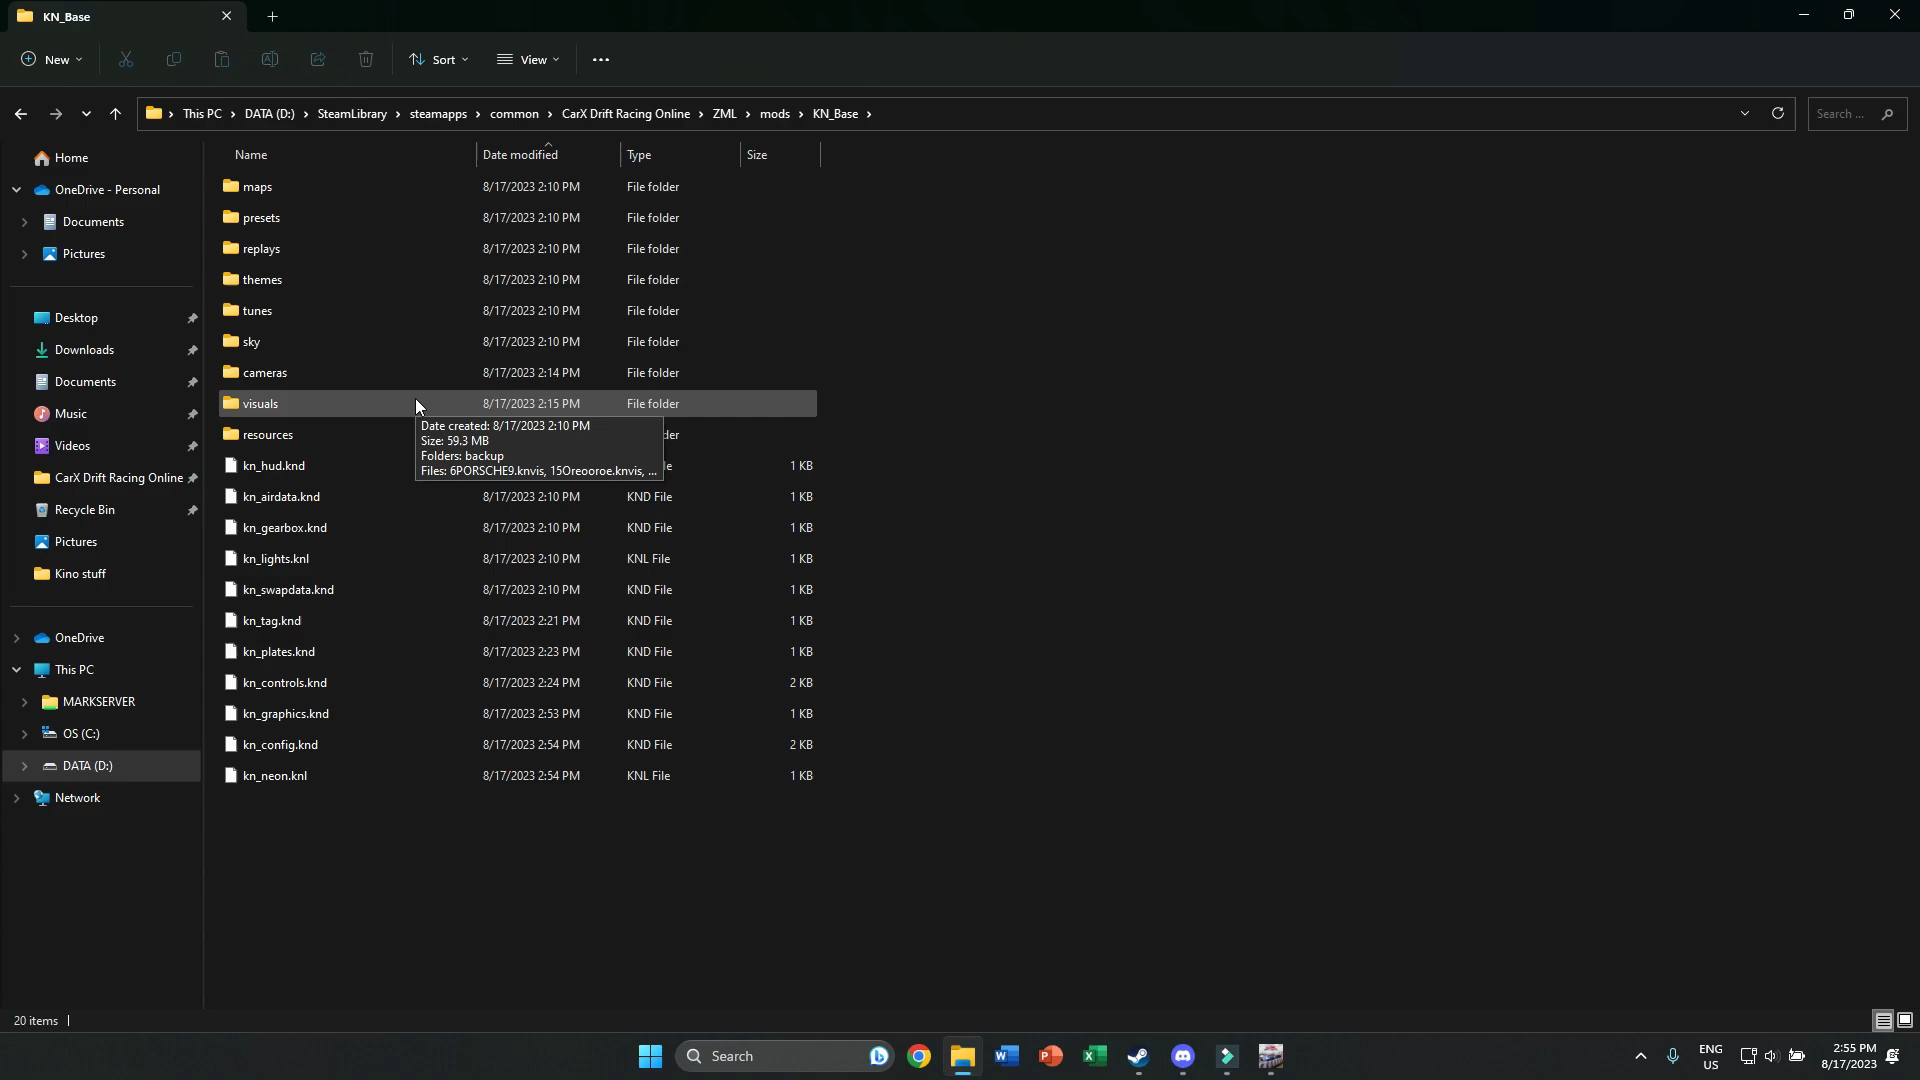 KN_Base
New
Sort
View
This PC > DATA (D:) > SteamLibrary > steamapps > common > CarX Drift Racing Online > ZML > mods > KN_Base >
Search ...
Name Date modified Type Size
Home
OneDrive - Personal
Documents
Pictures
Desktop
Downloads
Documents
Music
Videos
CarX Drift Racing Online
Recycle Bin
Pictures
Kino stuff
OneDrive
This PC
MARKSERVER
OS (C:)
DATA (D:)
Network
maps 8/17/2023 2:10 PM File folder
presets 8/17/2023 2:10 PM File folder
replays 8/17/2023 2:10 PM File folder
themes 8/17/2023 2:10 PM File folder
tunes 8/17/2023 2:10 PM File folder
sky 8/17/2023 2:10 PM File folder
cameras 8/17/2023 2:14 PM File folder
visuals 8/17/2023 2:15 PM File folder
Date created: 8/17/2023 2:10 PM
Size: 59.3 MB
Folders: backup
Files: 6PORSCHE9.knvis, 15Oreooroe.knvis, ...
resources der
kn_hud.knd le 1 KB
kn_airdata.knd 8/17/2023 2:10 PM KND File 1 KB
kn_gearbox.knd 8/17/2023 2:10 PM KND File 1 KB
kn_lights.knl 8/17/2023 2:10 PM KNL File 1 KB
kn_swapdata.knd 8/17/2023 2:10 PM KND File 1 KB
kn_tag.knd 8/17/2023 2:21 PM KND File 1 KB
kn_plates.knd 8/17/2023 2:23 PM KND File 1 KB
kn_controls.knd 8/17/2023 2:24 PM KND File 2 KB
kn_graphics.knd 8/17/2023 2:53 PM KND File 1 KB
kn_config.knd 8/17/2023 2:54 PM KND File 2 KB
kn_neon.knl 8/17/2023 2:54 PM KNL File 1 KB
20 items
Search
ENG
US
2:55 PM
8/17/2023